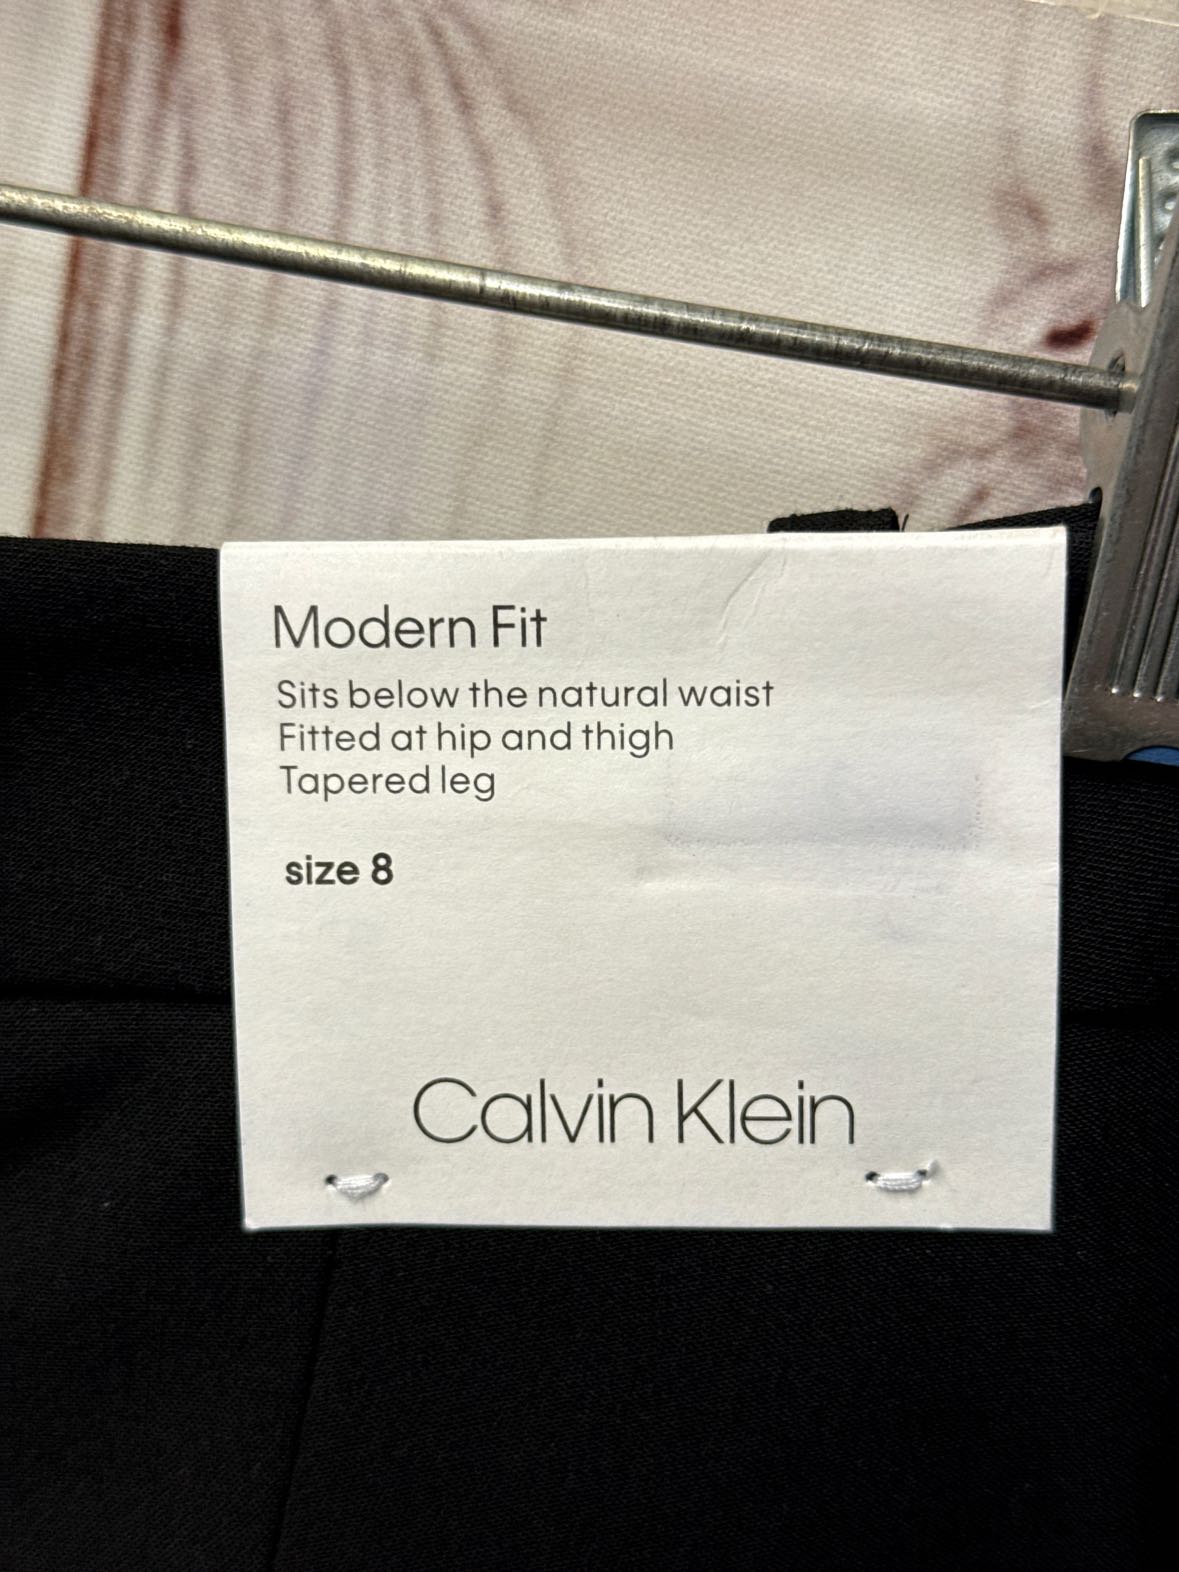 Modern Fit
Sits below the natural waist
Fitted at hip and thigh
Tapered leg
size 8
Calvin Klein